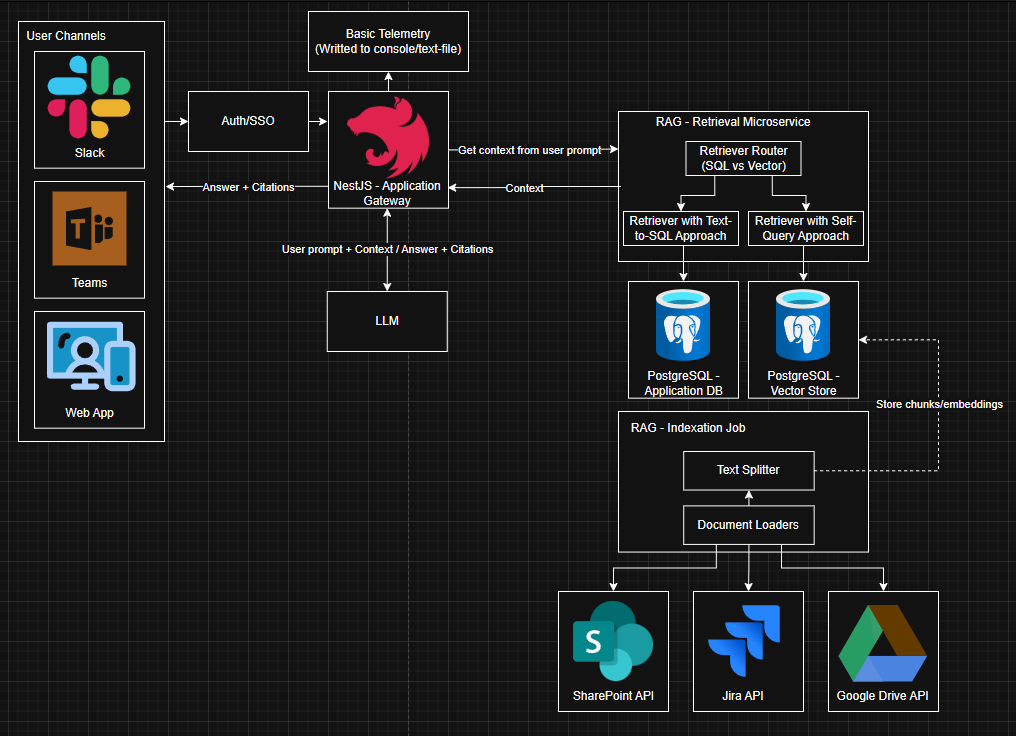 User Channels
Slack
Teams
Web App
Auth/SSO
Basic Telemetry
(Writted to console/text-file)
NestJS - Application
Gateway
Answer + Citations
Get context from user prompt
Context
User prompt + Context / Answer + Citations
LLM
RAG - Retrieval Microservice
Retriever Router
(SQL vs Vector)
Retriever with Text-
to-SQL Approach
Retriever with Self-
Query Approach
PostgreSQL -
Application DB
PostgreSQL -
Vector Store
Store chunks/embeddings
RAG - Indexation Job
Text Splitter
Document Loaders
S
SharePoint API
Jira API
Google Drive API